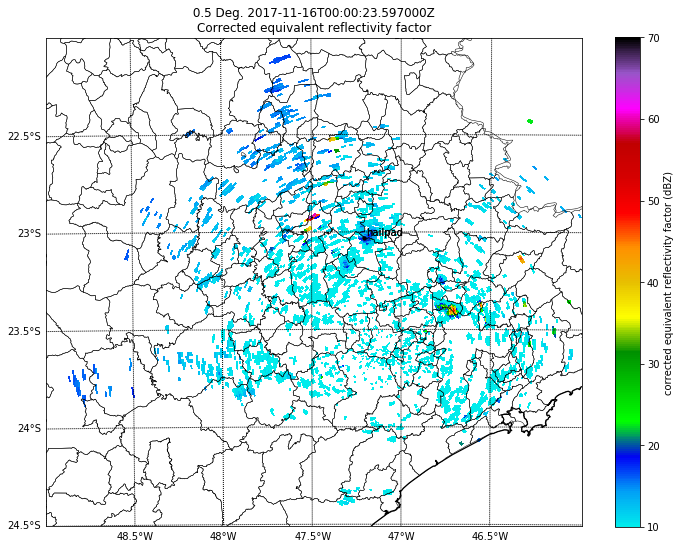 0.5 Deg. 2017-11-16T00:00:23.597000Z
Corrected equivalent reflectivity factor
22.5°S
23°S
23.5°S
24°S
24.5°S
48.5°W
48°W
47.5°W
47°W
46.5°W
hailpad
70
60
50
40
30
20
10
corrected equivalent reflectivity factor (dBZ)